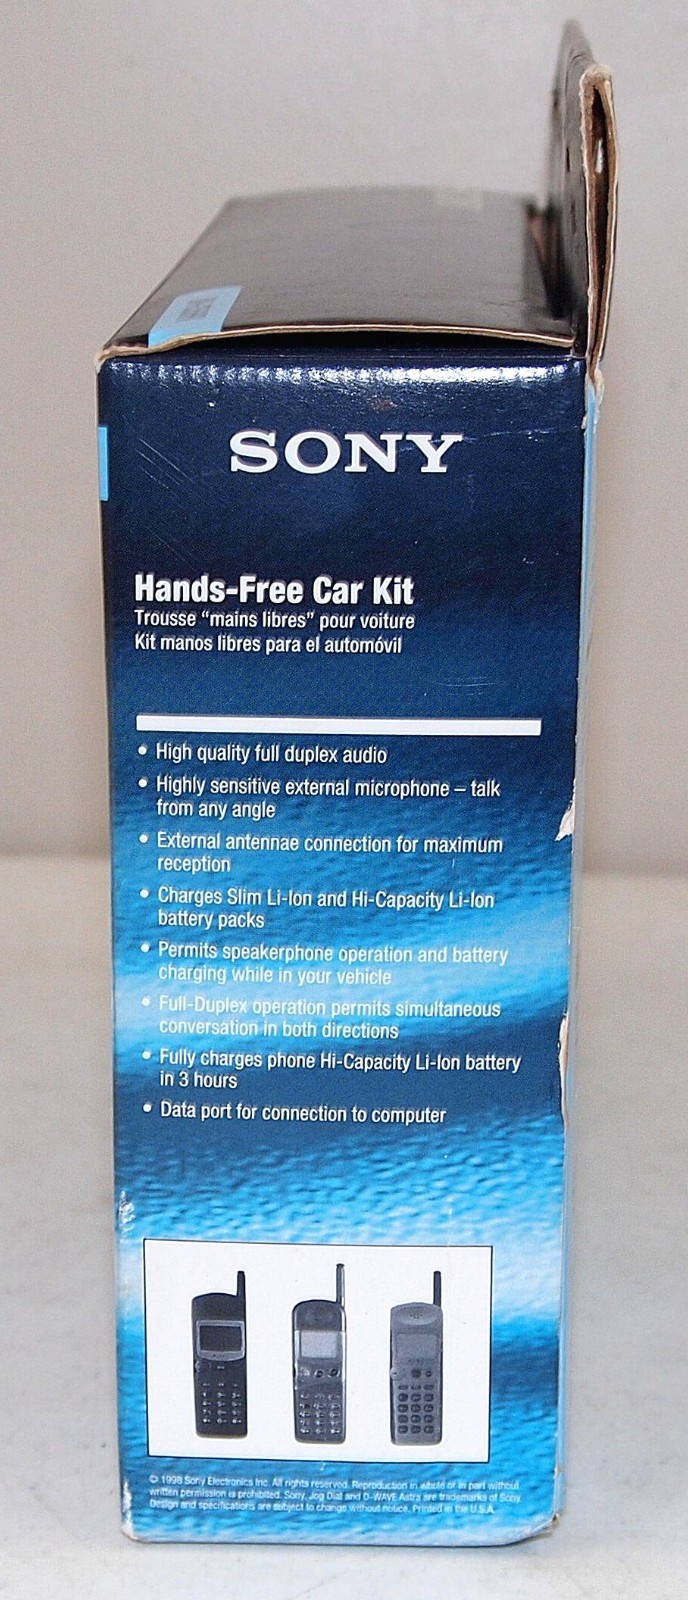 SONY
Hands-Free Car Kit
Trousse “mains libres” pour voiture
Kit manos libres para el automóvil
• High quality full duplex audio
• Highly sensitive external microphone – talk
from any angle
• External antennae connection for maximum
reception
• Charges Slim Li-Ion and Hi-Capacity Li-Ion
battery packs
• Permits speakerphone operation and battery
charging while in your vehicle
• Full-Duplex operation permits simultaneous
conversation in both directions
• Fully charges phone Hi-Capacity Li-Ion battery
in 3 hours
• Data port for connection to computer
© 1998 Sony Electronics Inc. All rights reserved. Reproduction in whole or in part without
written permission is prohibited. Sony, Jog Dial and D-WAVE Astra are trademarks of Sony.
Design and specifications are subject to change without notice. Printed in the U.S.A.